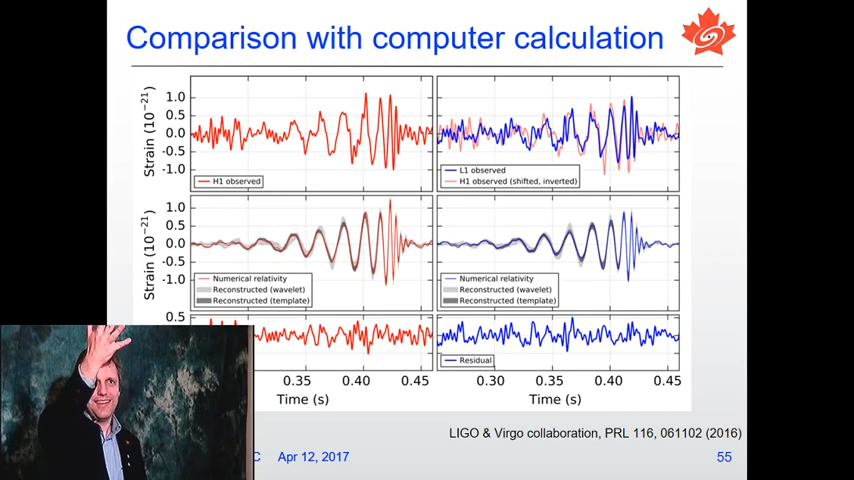 Comparison with computer calculation
Strain (10⁻²¹)
1.0
0.5
0.0
-0.5
-1.0
H1 observed
L1 observed
H1 observed (shifted, inverted)
Strain (10⁻²¹)
1.0
0.5
0.0
-0.5
-1.0
Numerical relativity
Reconstructed (wavelet)
Reconstructed (template)
Numerical relativity
Reconstructed (wavelet)
Reconstructed (template)
0.5
Residual
0.35 0.40 0.45
0.30 0.35 0.40 0.45
Time (s)
Time (s)
LIGO & Virgo collaboration, PRL 116, 061102 (2016)
C Apr 12, 2017
55